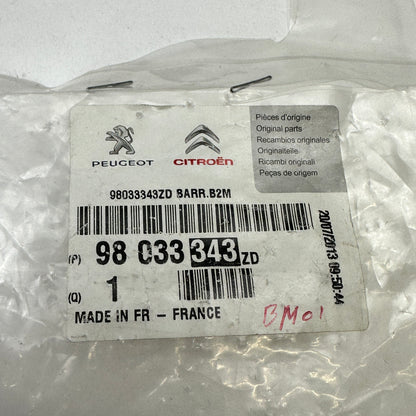 PEUGEOT
CITROËN
Pièces d'origine
Original parts
Recambios originales
Originalteile
Ricambi originali
Peças de origem
98033343ZD BARR.B2M
(P) 98 033 343 ZD
(Q) 1
MADE IN FR - FRANCE
BM01
20/07/2013 09:50:44